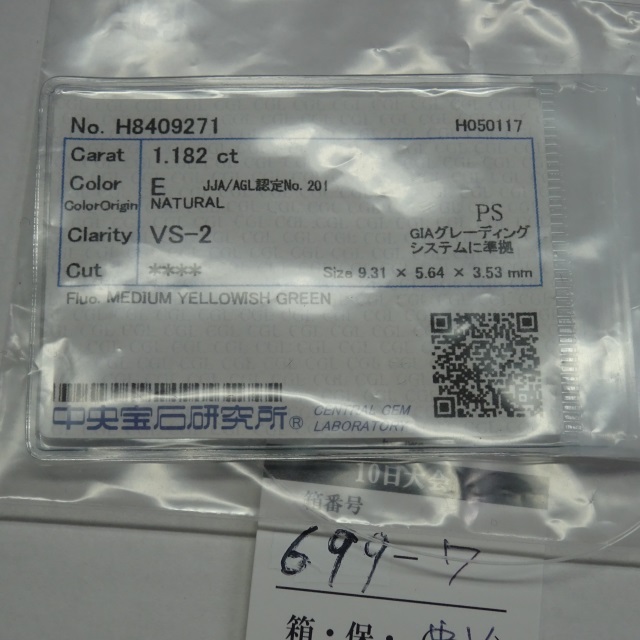 No. H8409271 H050117
Carat 1.182 ct
Color E JJA/AGL認定No. 201
ColorOrigin NATURAL
PS
Clarity VS-2 GIAグレーディング
システムに準拠
Cut **** Size 9.31 × 5.64 × 3.53 mm
Fluo. MEDIUM YELLOWISH GREEN
中央宝石研究所® CENTRAL GEM
LABORATORY
10日大
箱番号
699-7
箱・保・